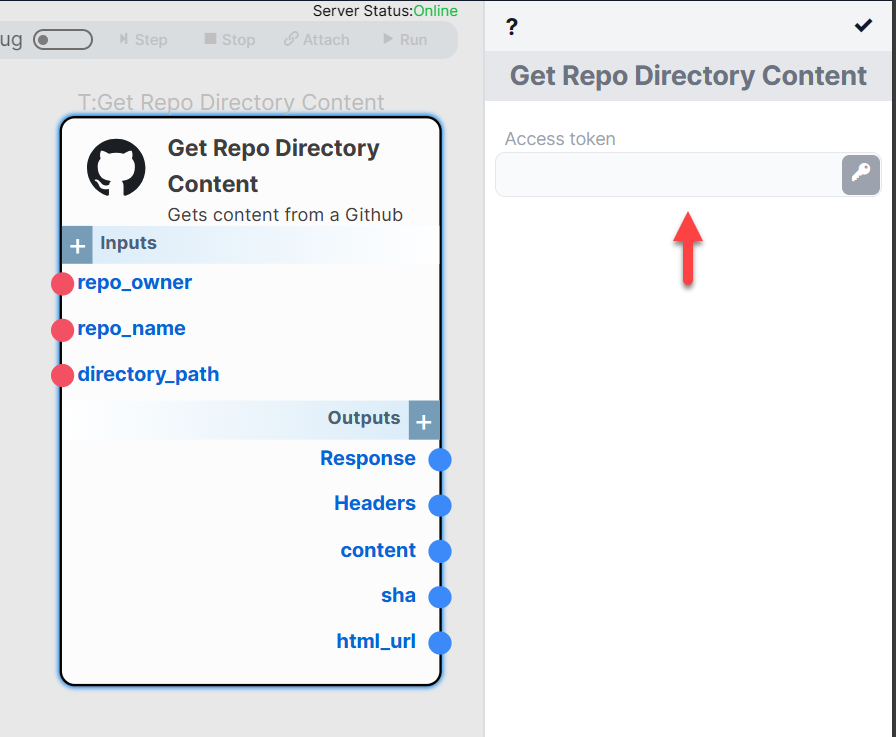 Server Status:Online
ug Step Stop Attach Run
?
Get Repo Directory Content
Access token
T:Get Repo Directory Content
Get Repo Directory
Content
Gets content from a Github
+ Inputs
repo_owner
repo_name
directory_path
Outputs +
Response
Headers
content
sha
html_url